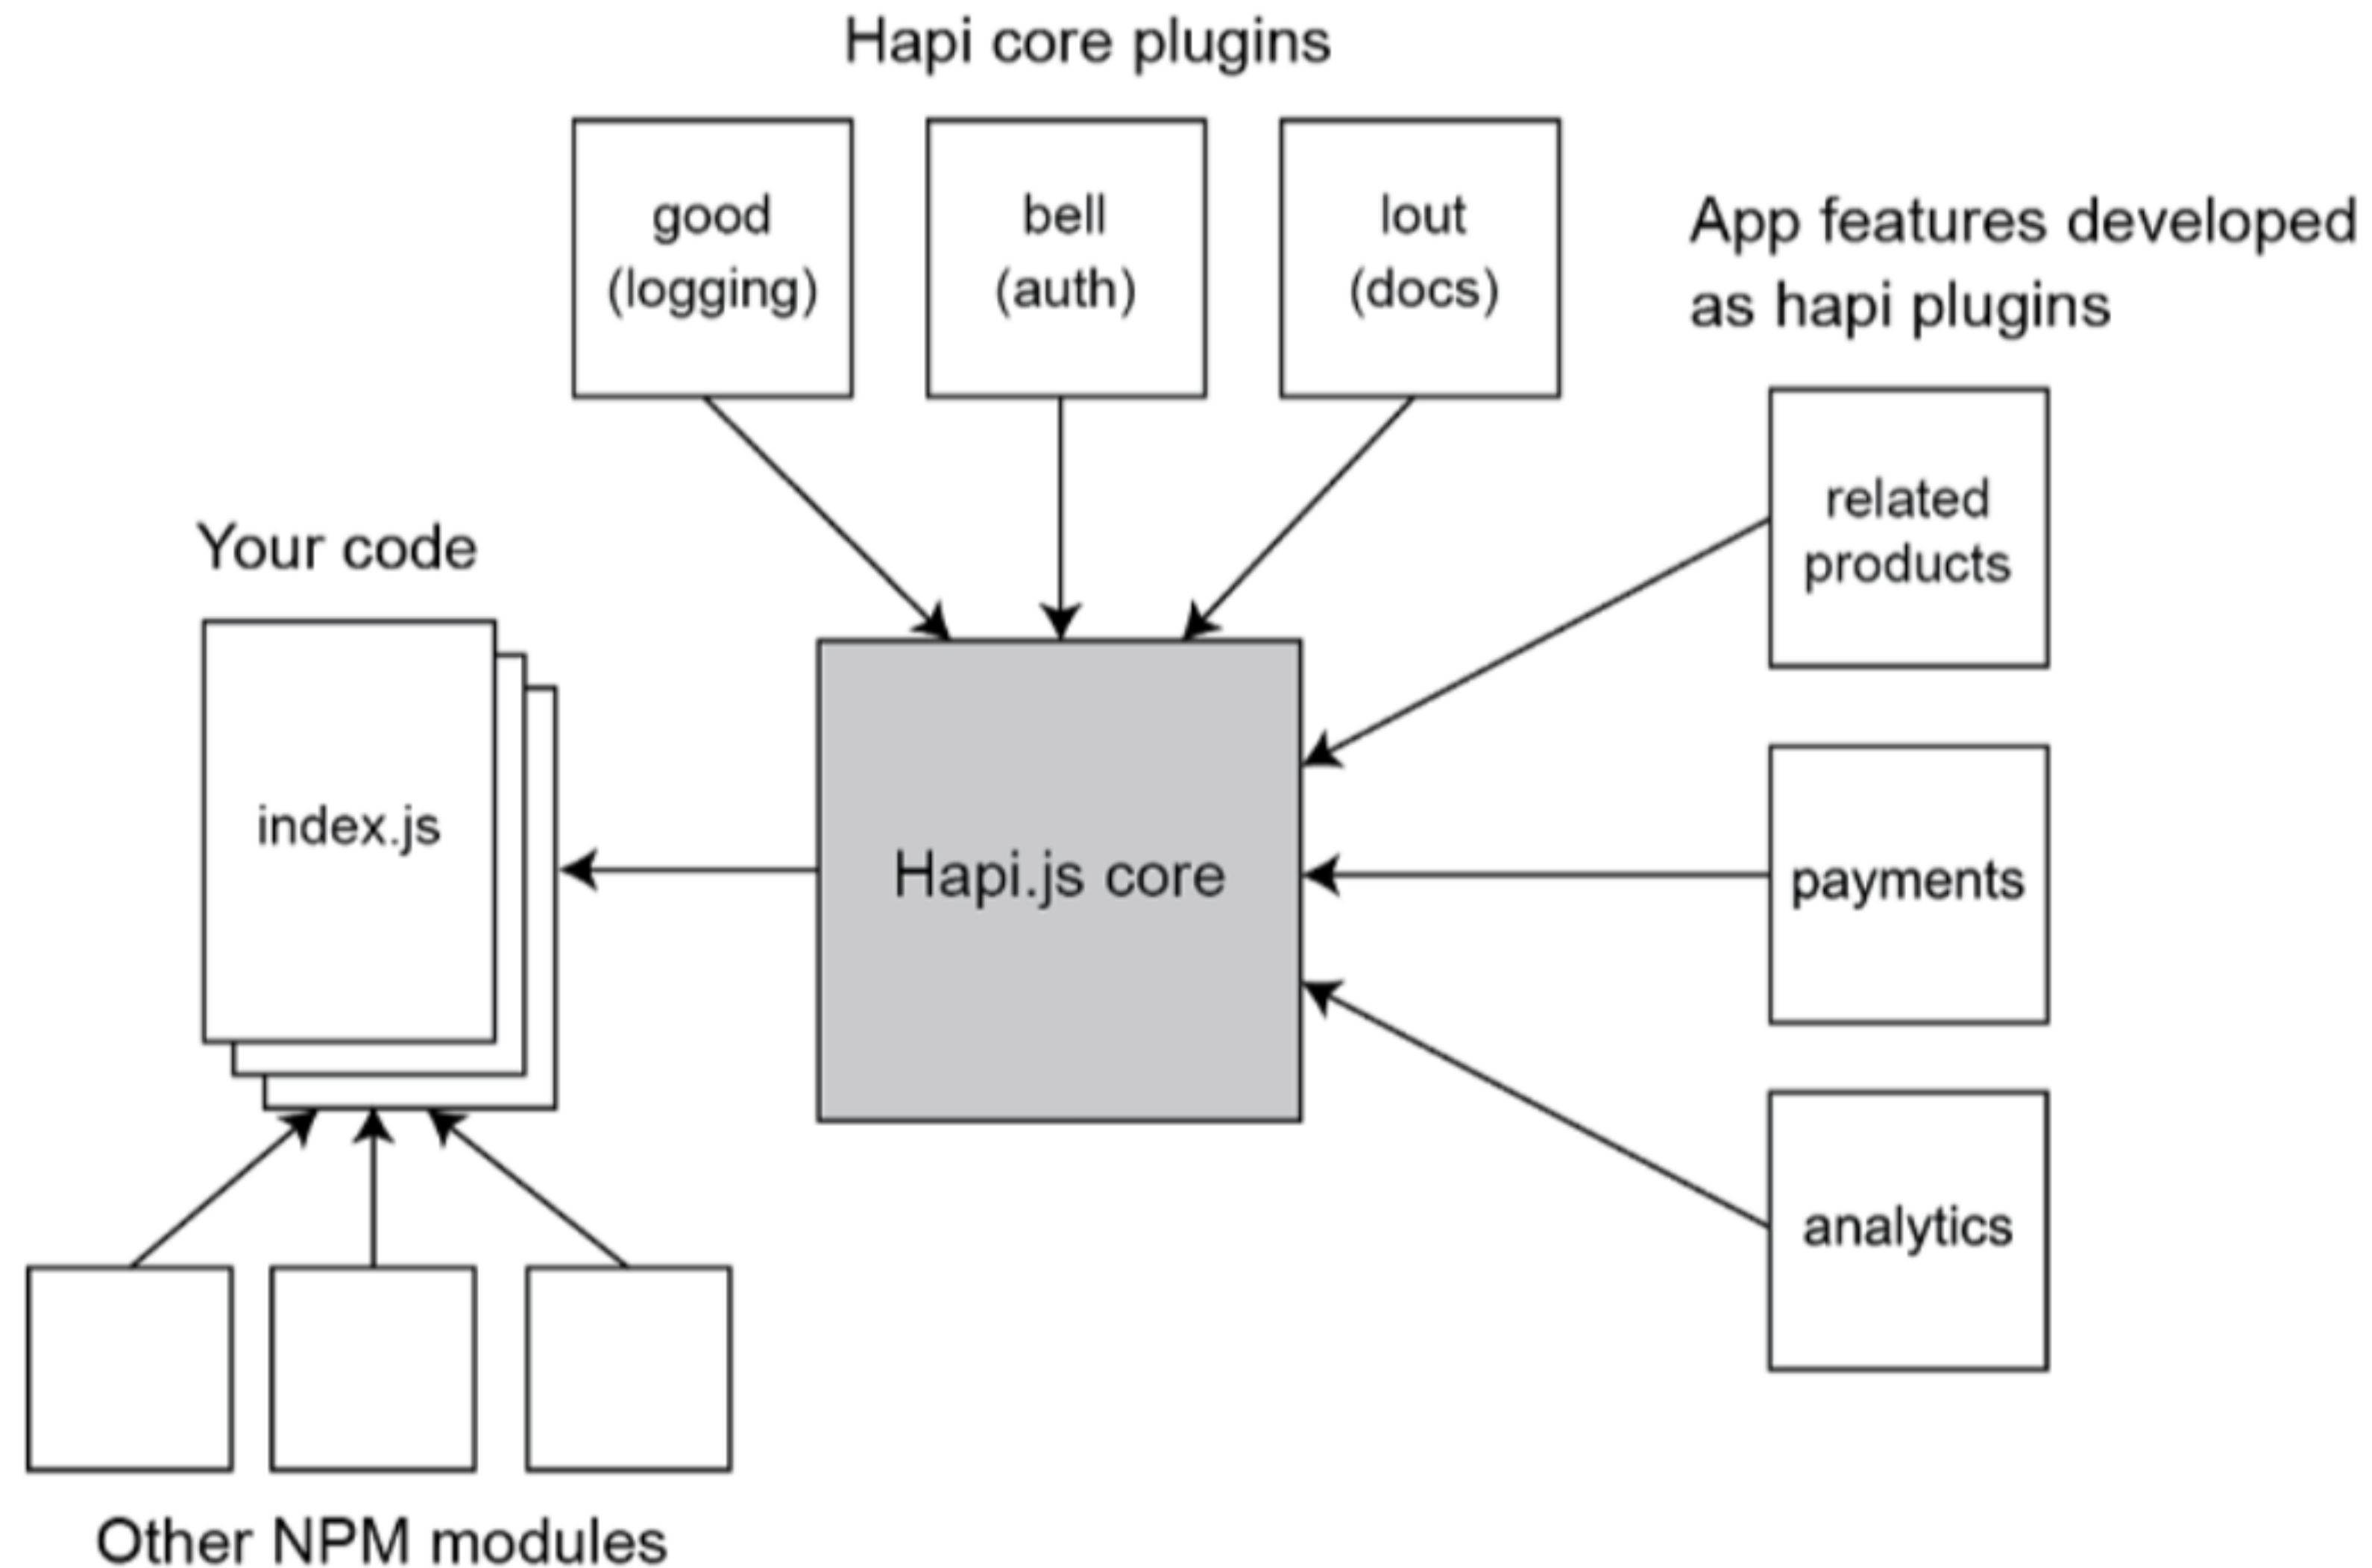 Hapi core plugins
good
(logging)
bell
(auth)
lout
(docs)
App features developed
as hapi plugins
related
products
Your code
index.js
Hapi.js core
payments
analytics
Other NPM modules